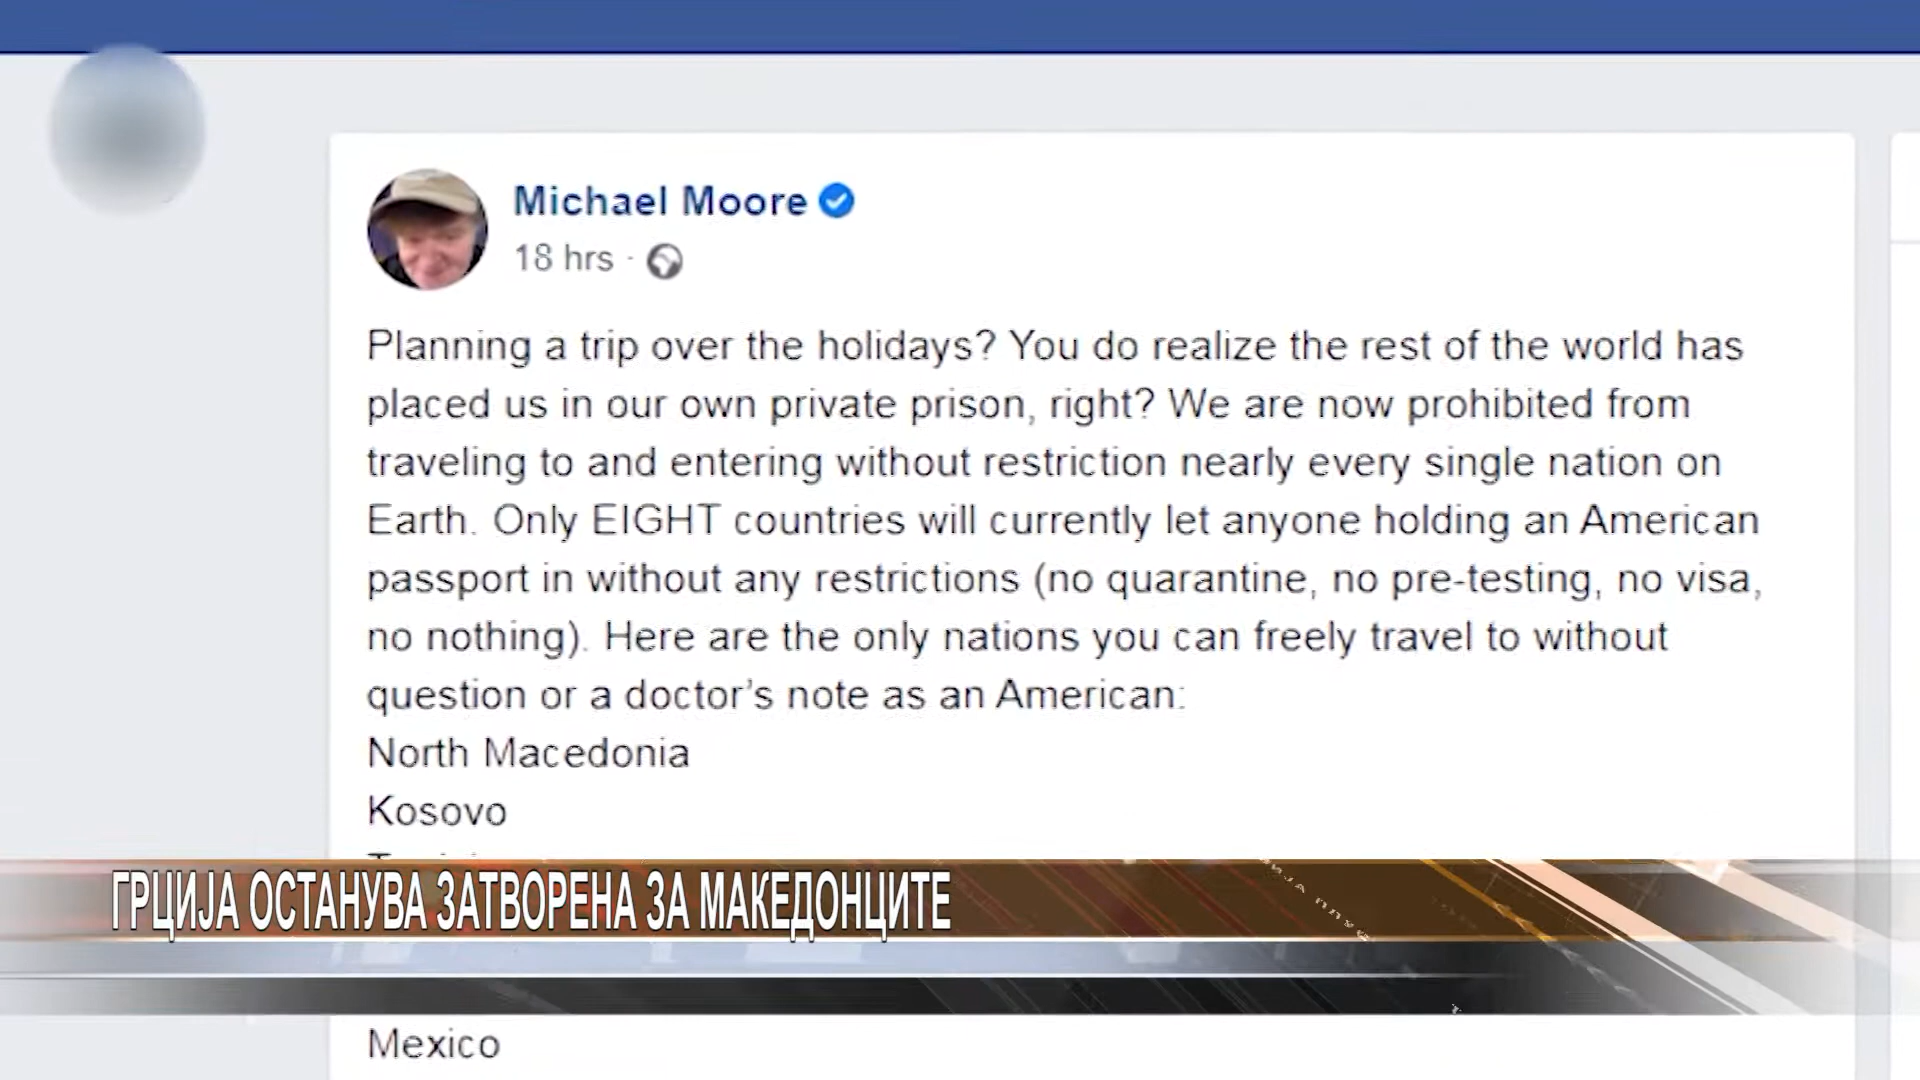 Michael Moore
18 hrs ·
Planning a trip over the holidays? You do realize the rest of the world has
placed us in our own private prison, right? We are now prohibited from
traveling to and entering without restriction nearly every single nation on
Earth. Only EIGHT countries will currently let anyone holding an American
passport in without any restrictions (no quarantine, no pre-testing, no visa,
no nothing). Here are the only nations you can freely travel to without
question or a doctor’s note as an American:
North Macedonia
Kosovo
ГРЦИЈА ОСТАНУВА ЗАТВОРЕНА ЗА МАКЕДОНЦИТЕ
Mexico